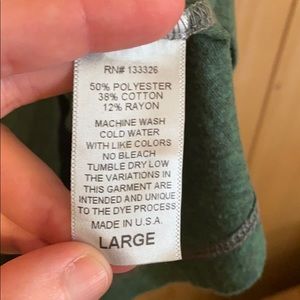 RN# 133326
50% POLYESTER
38% COTTON
12% RAYON
MACHINE WASH
COLD WATER
WITH LIKE COLORS
NO BLEACH
TUMBLE DRY LOW
THE VARIATIONS IN
THIS GARMENT ARE
INTENDED AND UNIQUE
TO THE DYE PROCESS
MADE IN U.S.A.
LARGE